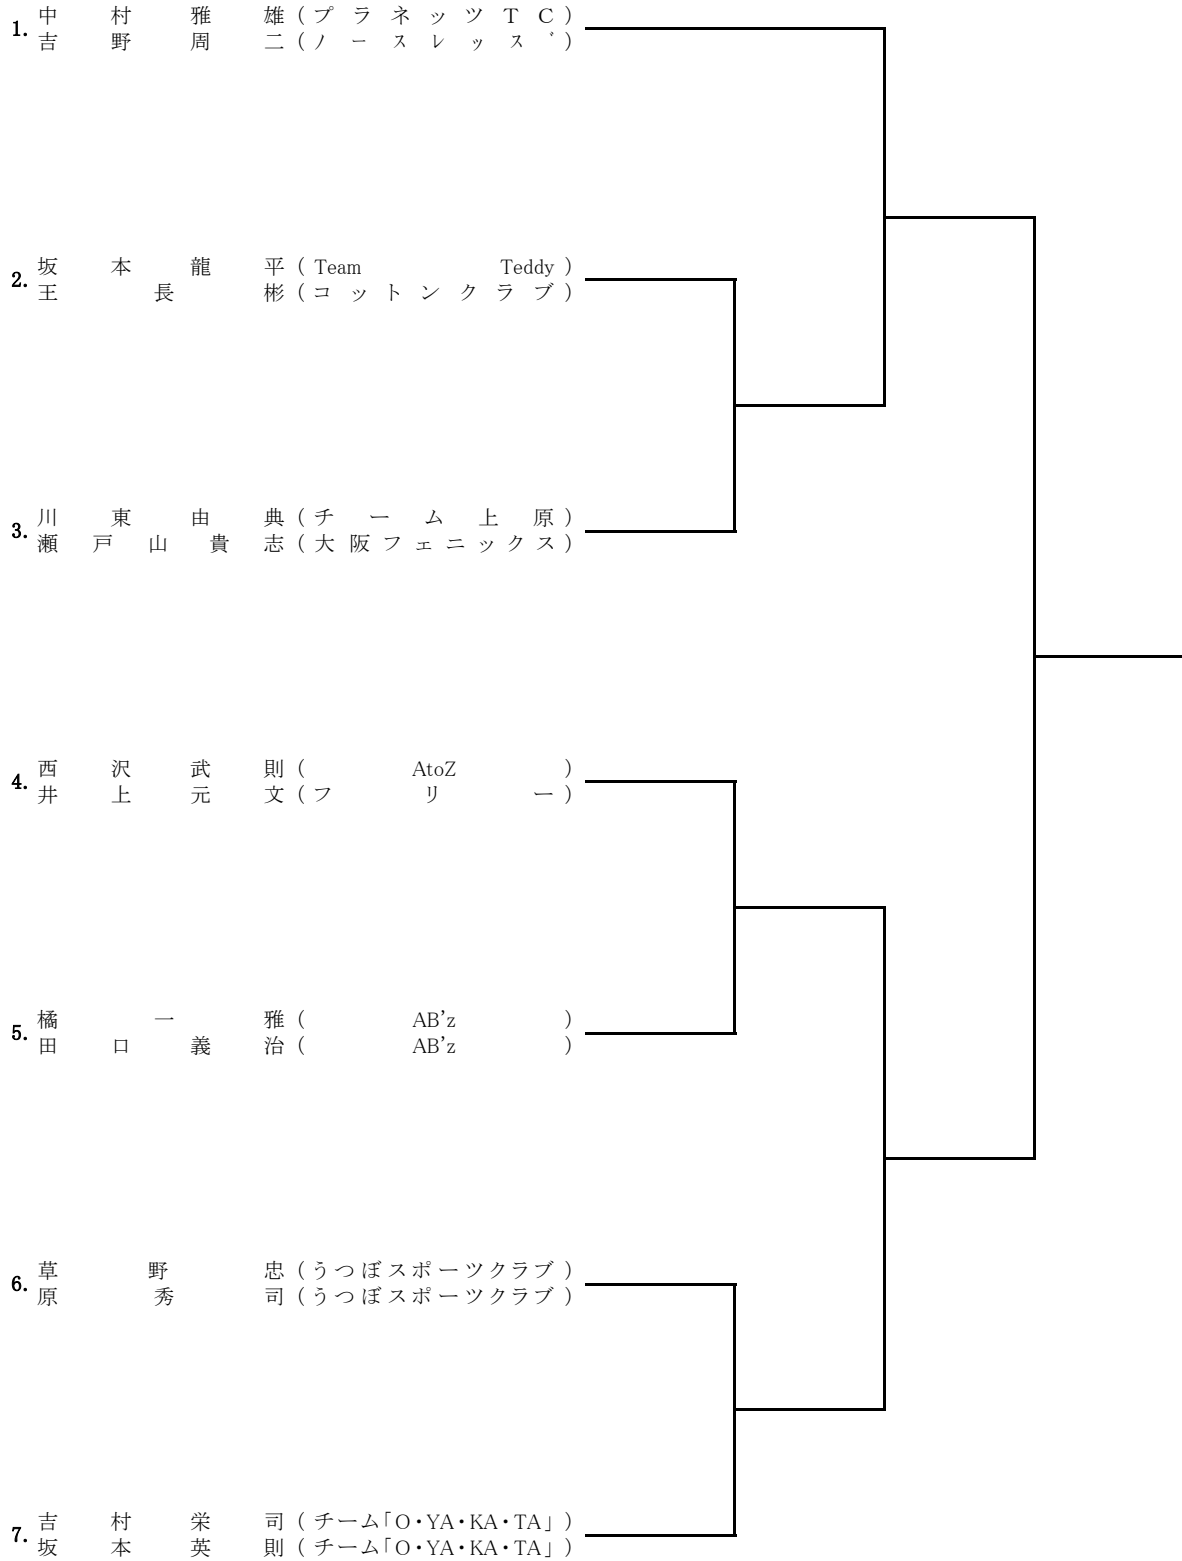 1. 中村雅雄(プラネッツTC)
吉野周二(ノースレッズ)
2. 坂本龍平(Team Teddy)
王長彬(コットンクラブ)
3. 川東由典(チーム上原)
瀬戸山貴志(大阪フェニックス)
4. 西沢武則(AtoZ)
井上元文(フリー)
5. 橘一雅(AB'z)
田口義治(AB'z)
6. 草野忠(うつぼスポーツクラブ)
原秀司(うつぼスポーツクラブ)
7. 吉村栄司(チーム「O・YA・KA・TA」)
坂本英則(チーム「O・YA・KA・TA」)